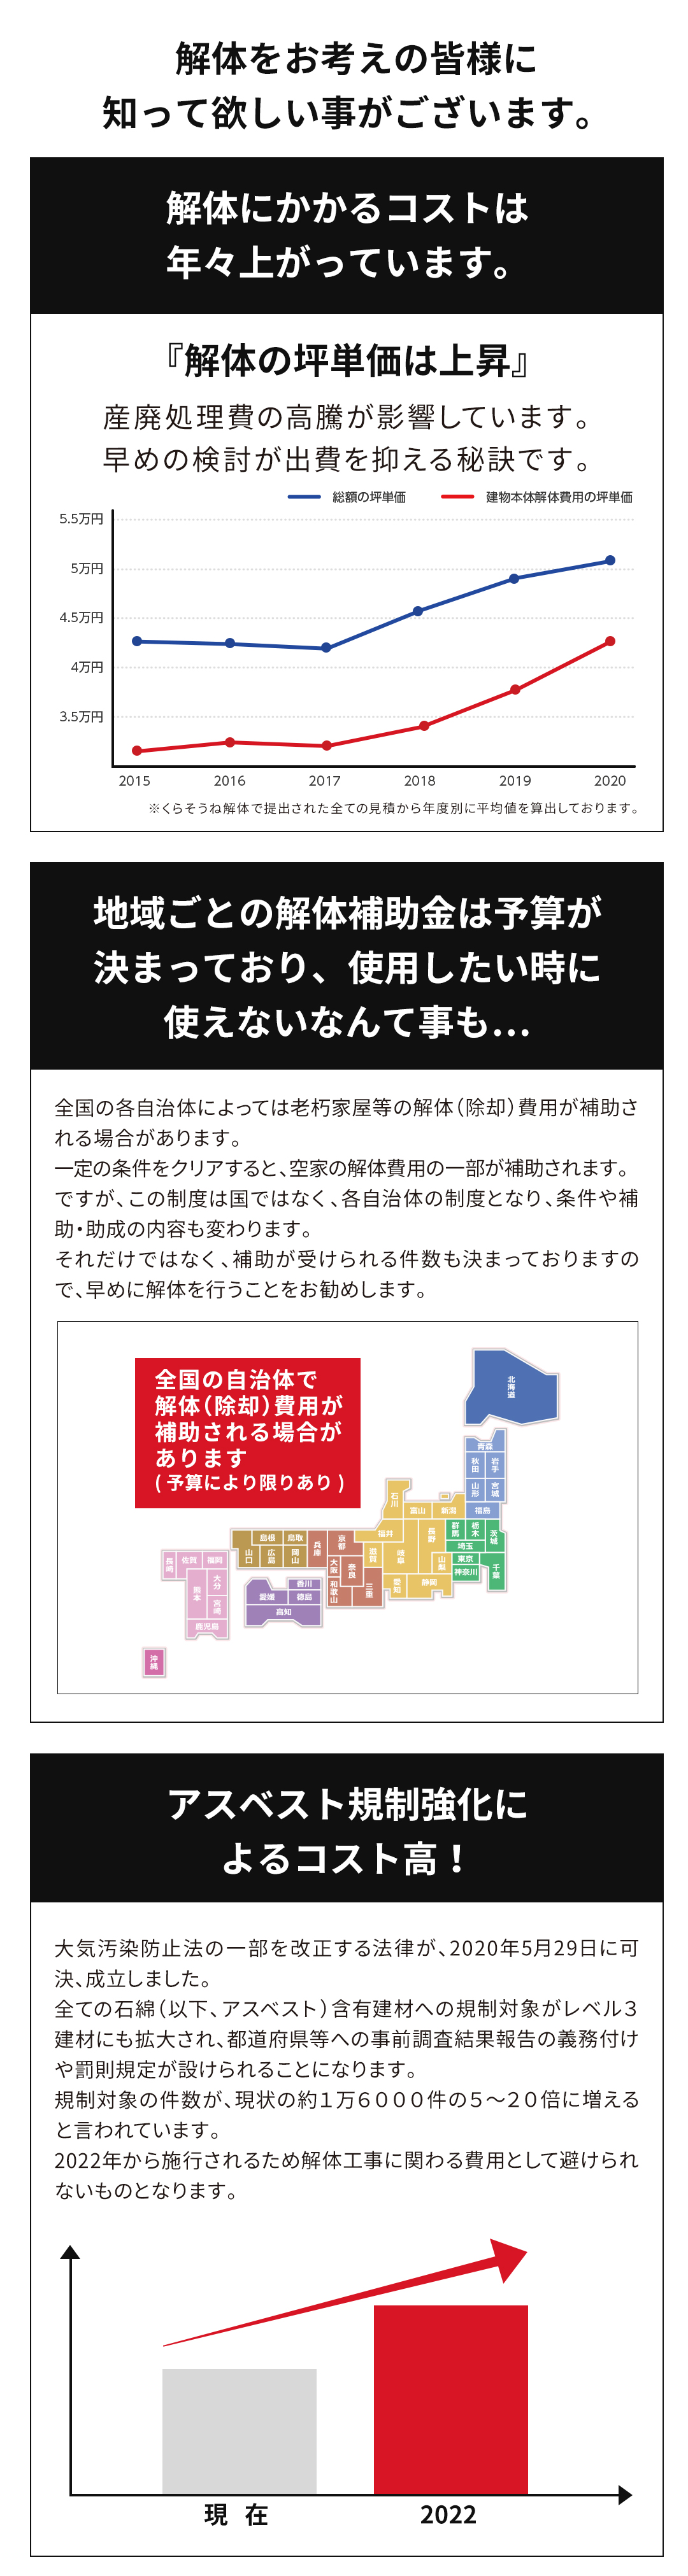 解体をお考えの皆様に
知って欲しい事がございます。
解体にかかるコストは
年々上がっています。
『解体の坪単価は上昇』
産廃処理費の高騰が影響しています。
早めの検討が出費を抑える秘訣です。
総額の坪単価 建物本体解体費用の坪単価
5.5万円
5万円
4.5万円
4万円
3.5万円
2015 2016 2017 2018 2019 2020
※くらそうね解体で提出された全ての見積から年度別に平均値を算出しております。
地域ごとの解体補助金は予算が
決まっており、使用したい時に
使えないなんて事も...
全国の各自治体によっては老朽家屋等の解体（除却）費用が補助さ
れる場合があります。
一定の条件をクリアすると、空家の解体費用の一部が補助されます。
ですが、この制度は国ではなく、各自治体の制度となり、条件や補
助・助成の内容も変わります。
それだけではなく、補助が受けられる件数も決まっておりますの
で、早めに解体を行うことをお勧めします。
全国の自治体で
解体（除却）費用が
補助される場合が
あります
( 予算により限りあり )
北海道
青森
秋田 岩手
山形 宮城
福島
石川
富山 新潟
福井
長野
群馬 栃木 茨城
埼玉
滋賀 岐阜
山梨 東京
神奈川 千葉
愛知 静岡
島根 鳥取
山口 広島 岡山
兵庫 京都
大阪 奈良
和歌山 三重
香川
愛媛 徳島
高知
長崎 佐賀 福岡
熊本 大分
宮崎
鹿児島
沖縄
アスベスト規制強化に
よるコスト高！
大気汚染防止法の一部を改正する法律が、2020年5月29日に可
決、成立しました。
全ての石綿（以下、アスベスト）含有建材への規制対象がレベル３
建材にも拡大され、都道府県等への事前調査結果報告の義務付け
や罰則規定が設けられることになります。
規制対象の件数が、現状の約１万６０００件の５～２０倍に増える
と言われています。
2022年から施行されるため解体工事に関わる費用として避けられ
ないものとなります。
現 在 2022